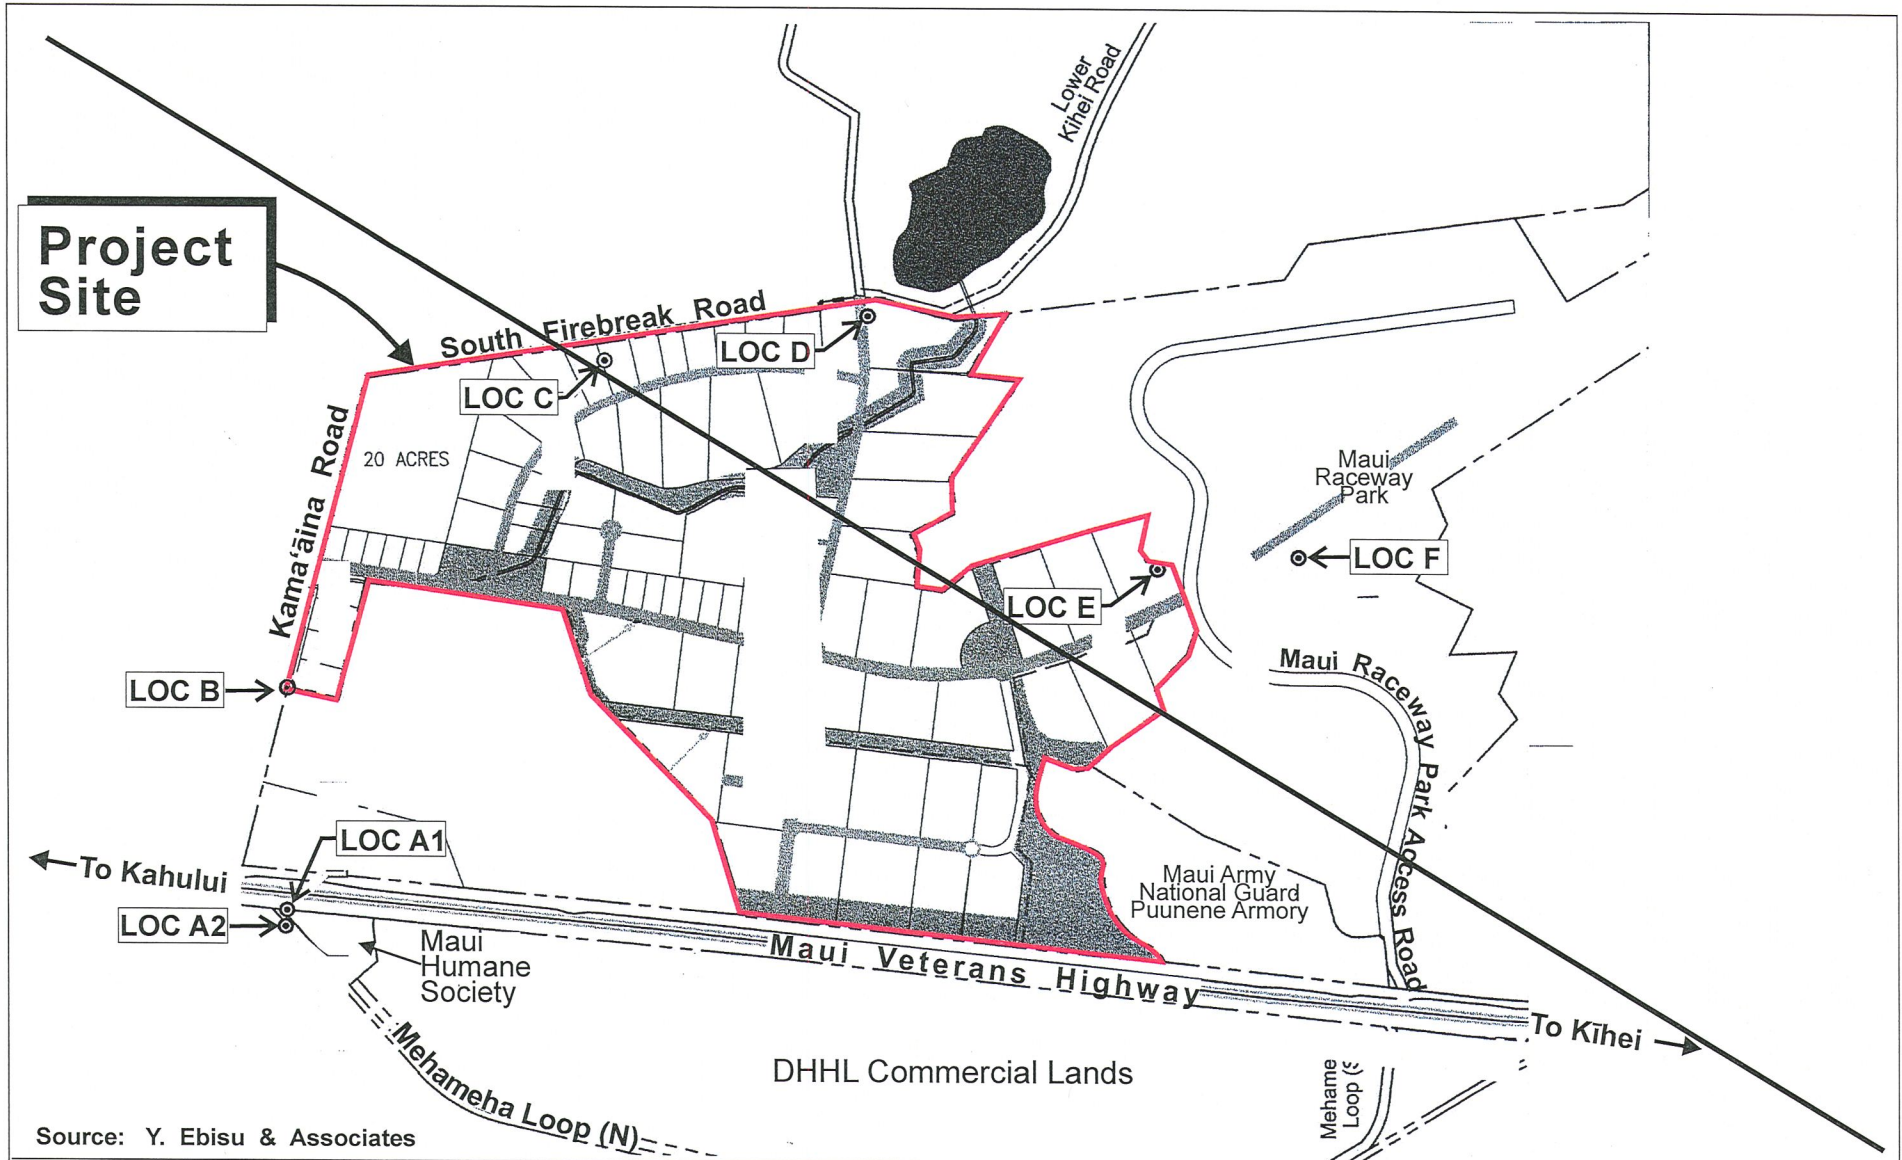 Lower
Kihei Road
Project
Site
South Firebreak Road
LOC D
LOC C
Kama‘āina Road
20 ACRES
Maui
Raceway
Park
LOC F
LOC E
LOC B
Maui Raceway Park Access Road
LOC A1
To Kahului
LOC A2
Maui Army
National Guard
Puunene Armory
Maui
Humane
Society
Maui Veterans Highway
To Kīhei
Mehameha Loop (N)
DHHL Commercial Lands
Mehame
Loop (S
Source: Y. Ebisu & Associates